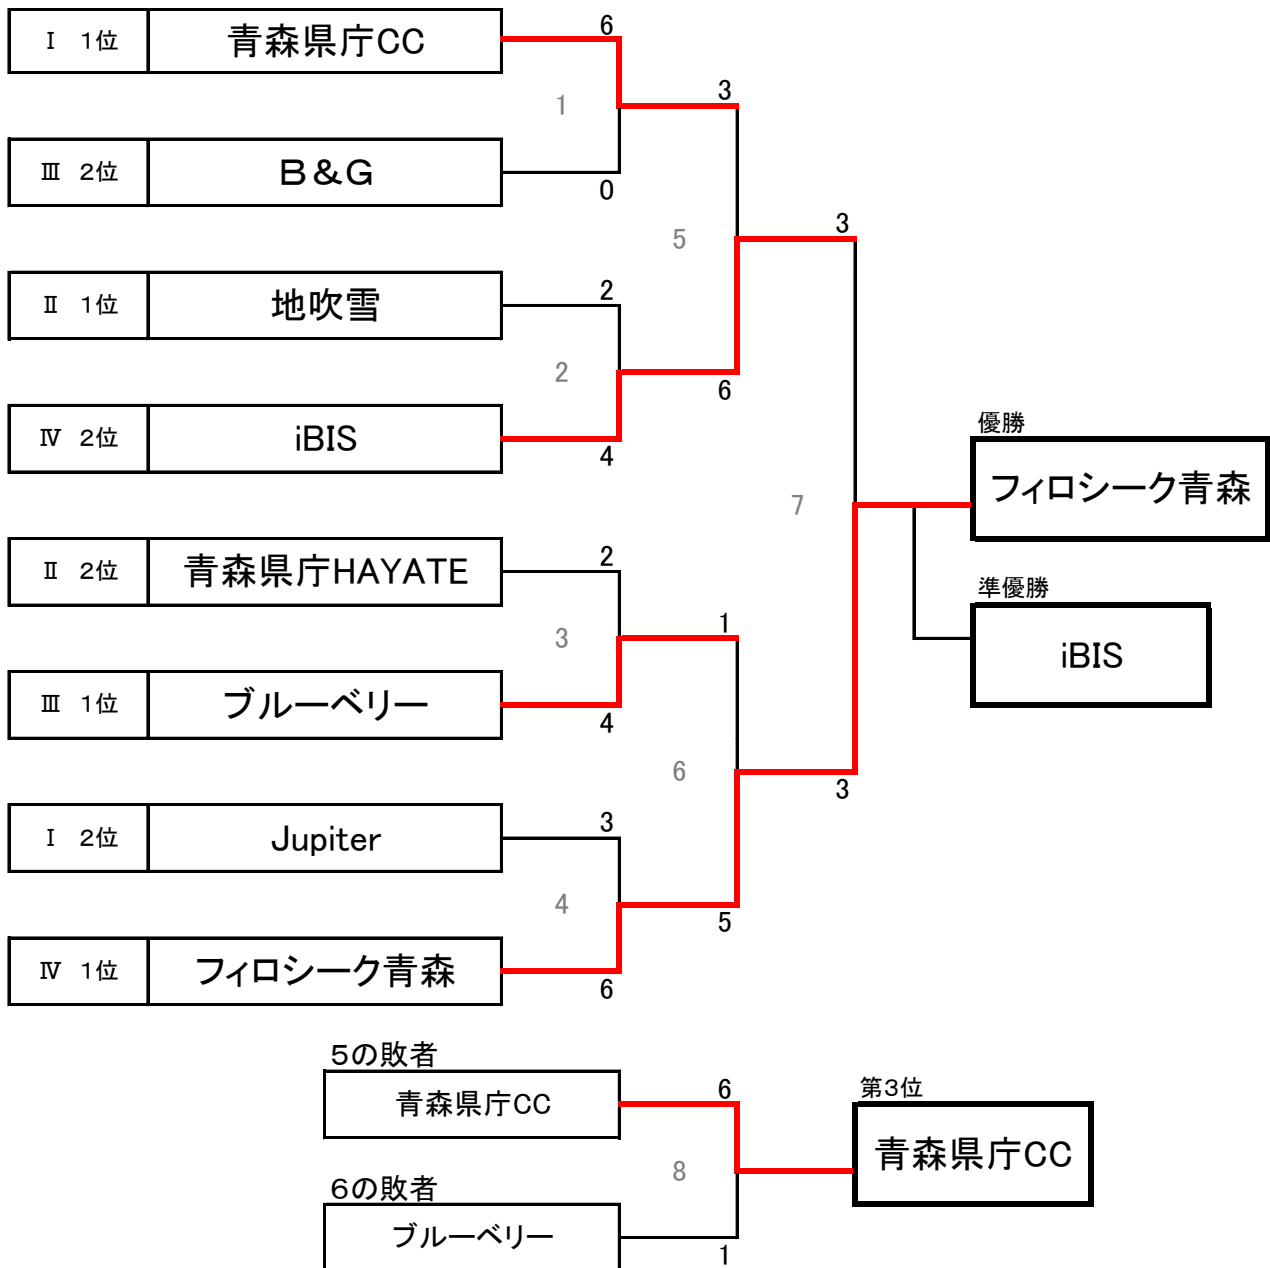 Ⅰ 1位 青森県庁CC
6
1
3
Ⅲ 2位 B&G
0
5
3
Ⅱ 1位 地吹雪
2
2
6
Ⅳ 2位 iBIS
4
優勝
フィロシーク青森
7
Ⅱ 2位 青森県庁HAYATE
2
準優勝
iBIS
3
1
Ⅲ 1位 ブルーベリー
4
6
3
Ⅰ 2位 Jupiter
3
4
5
Ⅳ 1位 フィロシーク青森
6
5の敗者
青森県庁CC
6
第3位
青森県庁CC
8
6の敗者
ブルーベリー
1